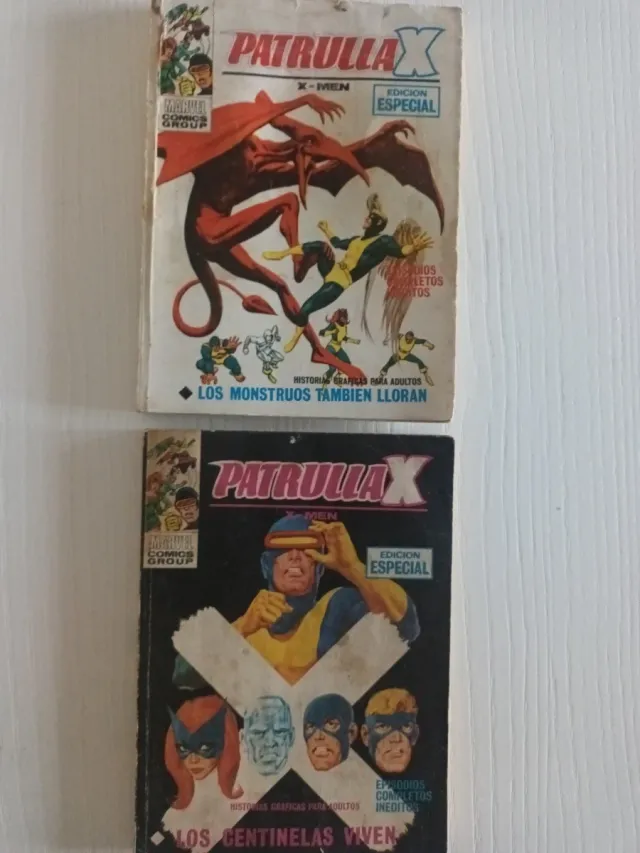 PATRULLA X
X-MEN
MARVEL
COMICS
GROUP
EDICION
ESPECIAL
EPISODIOS
COMPLETOS
INEDITOS
HISTORIAS GRAFICAS PARA ADULTOS
LOS MONSTRUOS TAMBIEN LLORAN
PATRULLA X
X-MEN
MARVEL
COMICS
GROUP
EDICION
ESPECIAL
EPISODIOS
COMPLETOS
INEDITOS
HISTORIAS GRAFICAS PARA ADULTOS
LOS CENTINELAS VIVEN